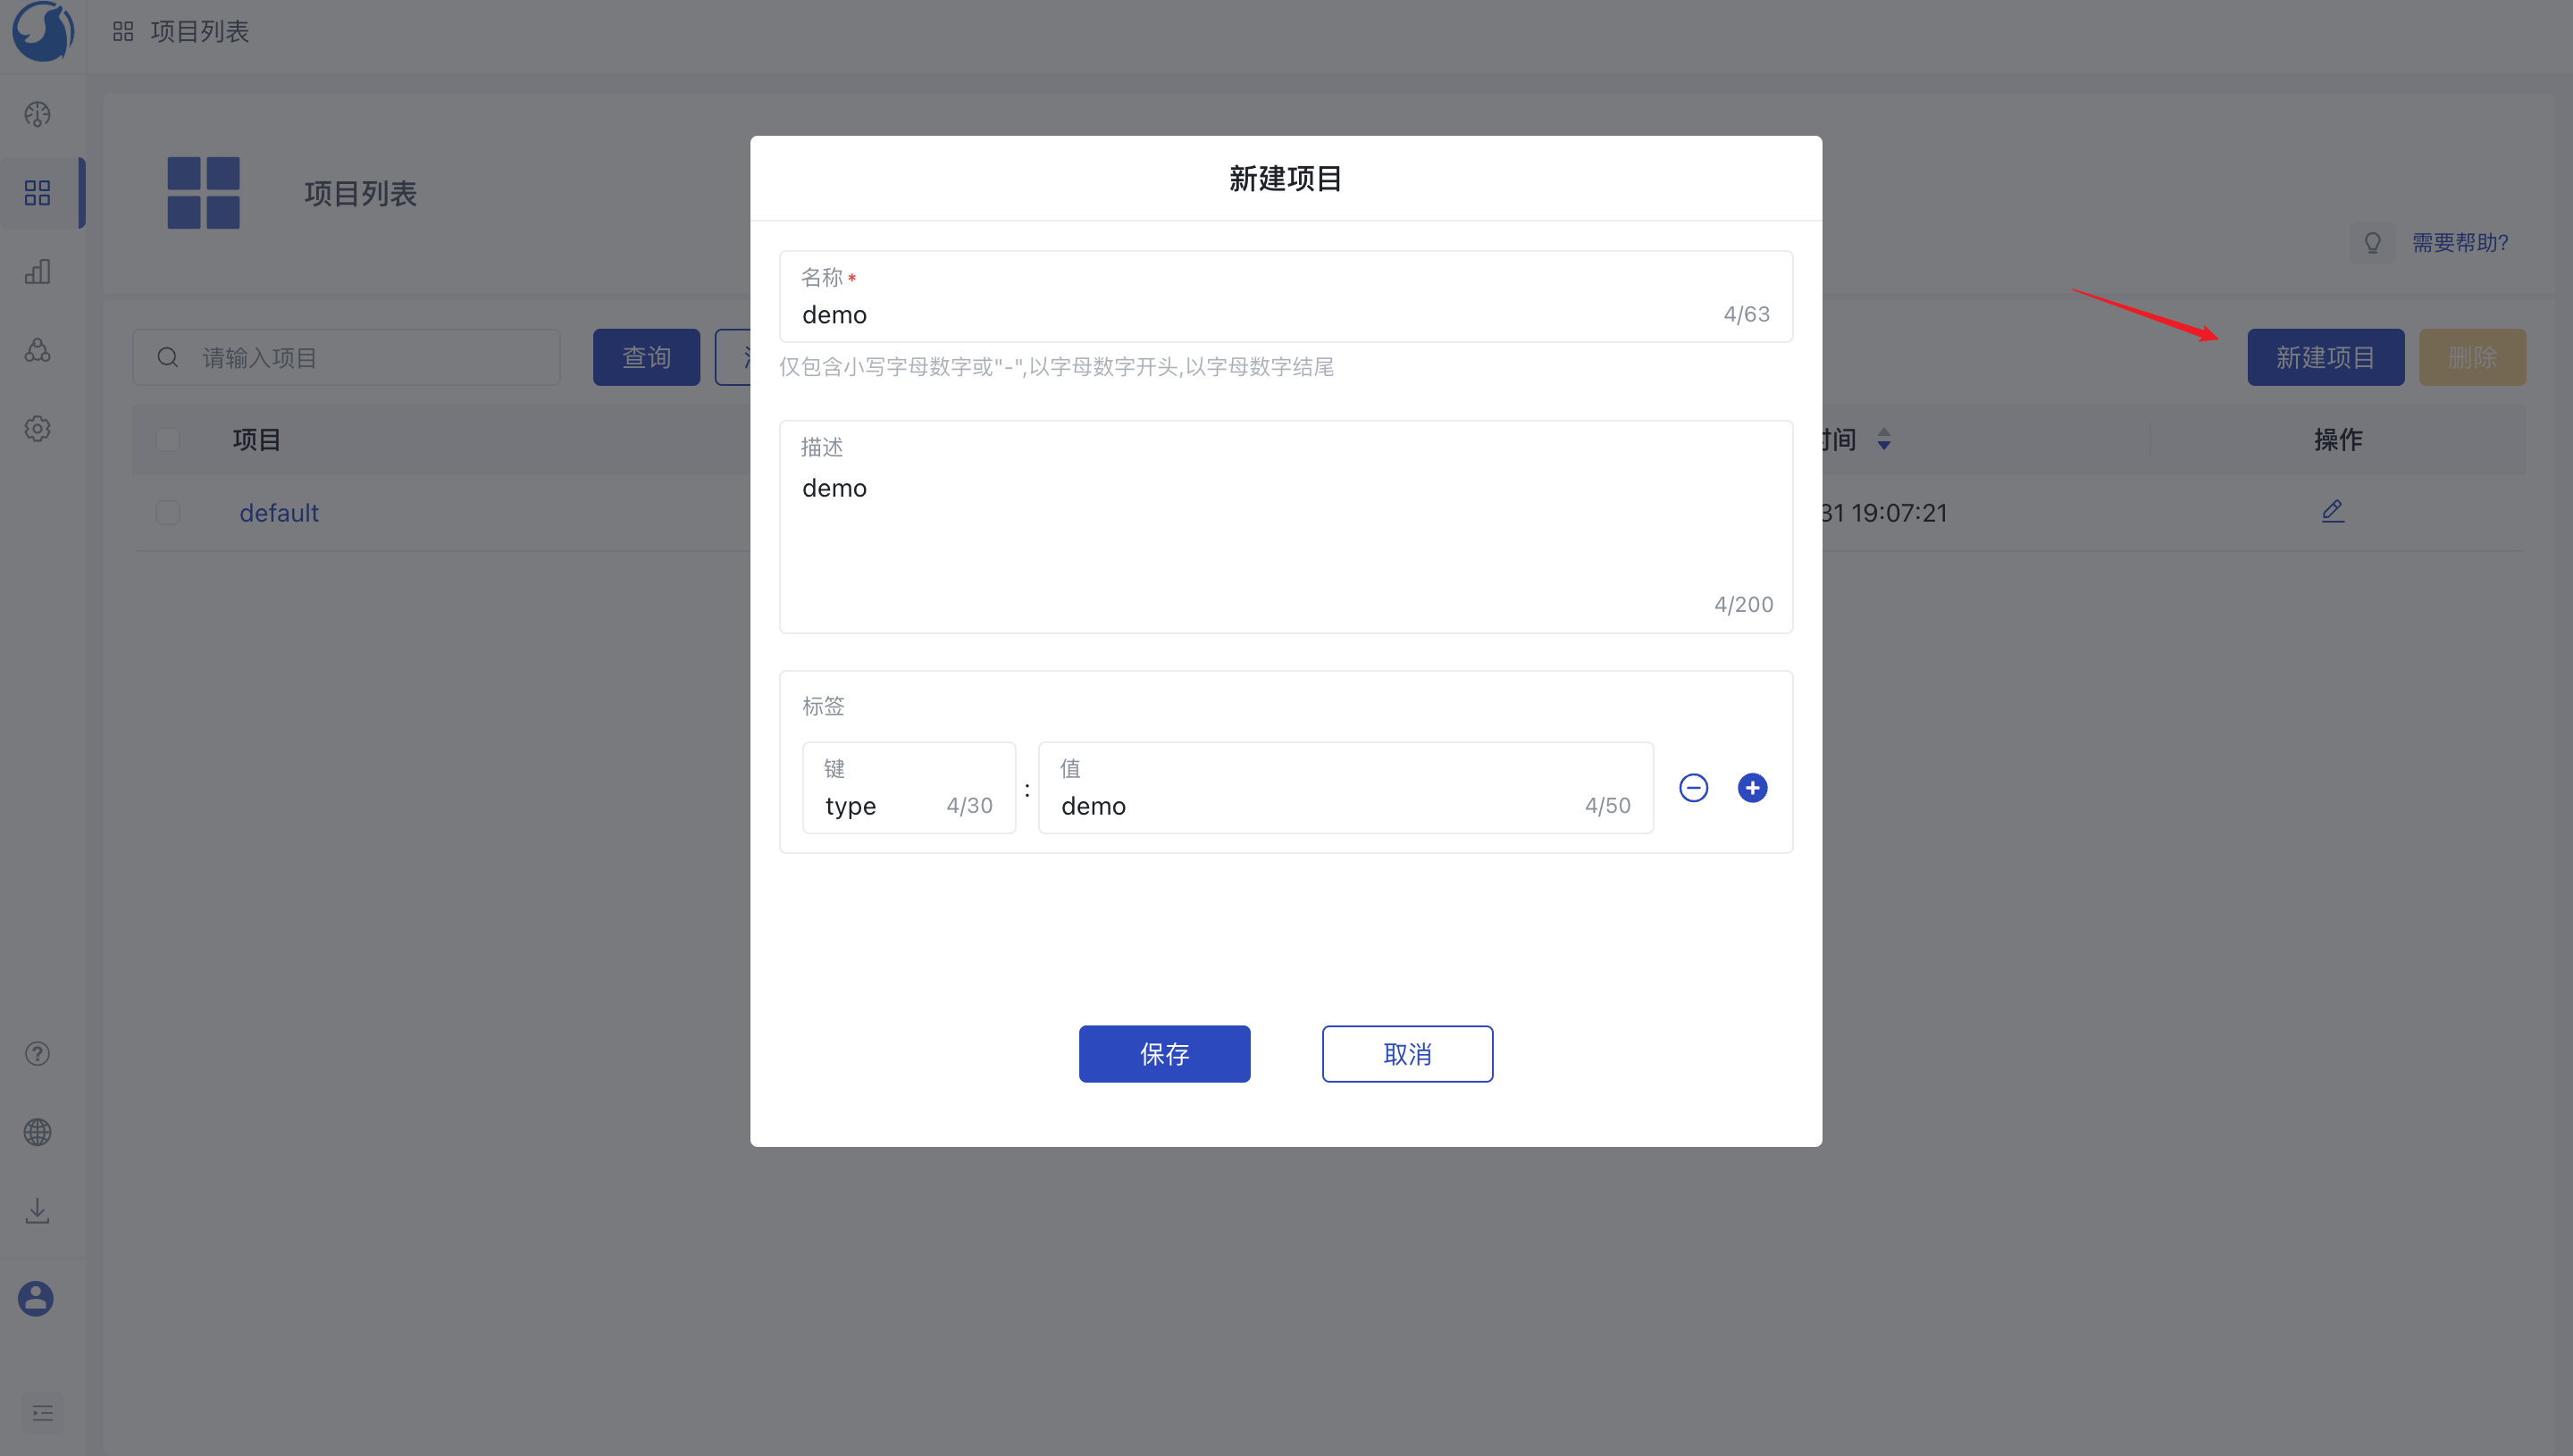 项目列表
项目列表
需要帮助?
请输入项目
查询
新建项目
删除
项目
时间
操作
default
31 19:07:21
新建项目
名称*
demo
4/63
仅包含小写字母数字或"-",以字母数字开头,以字母数字结尾
描述
demo
4/200
标签
键
type
4/30
:
值
demo
4/50
保存
取消